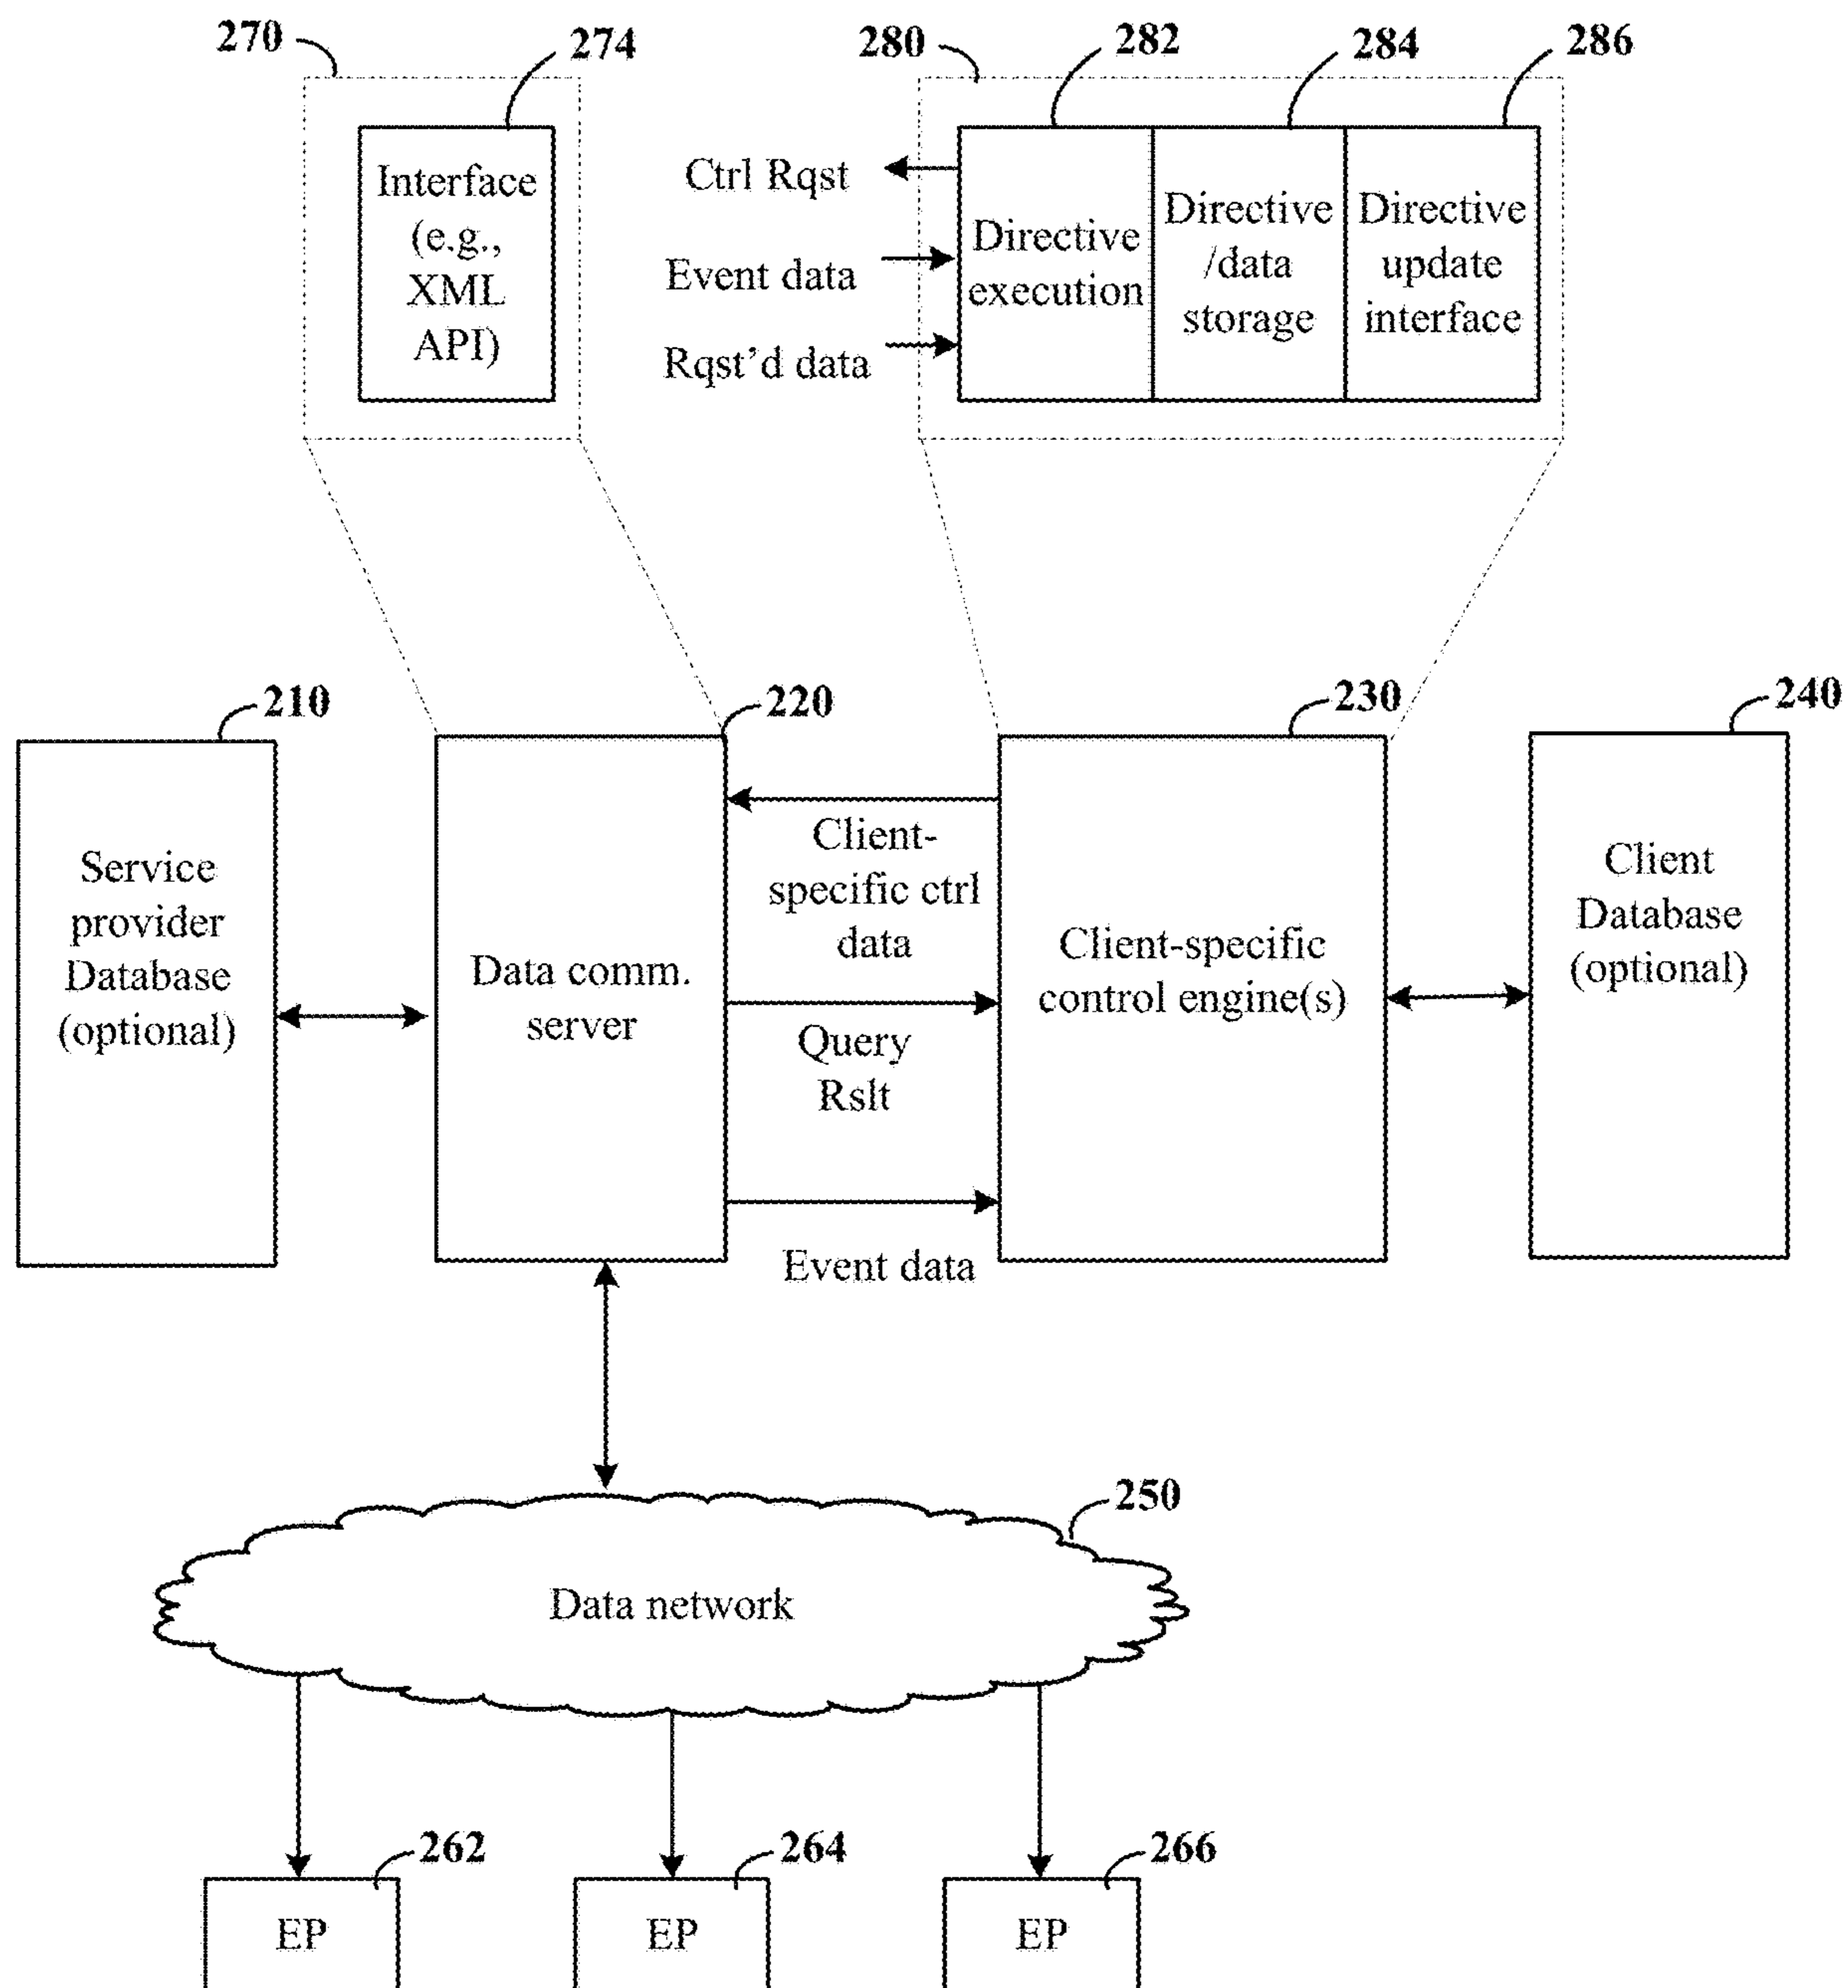 270
274
280
282
284
286
Interface
(e.g.,
XML
API)
Ctrl Rqst
Event data
Rqst'd data
Directive
execution
Directive
/data
storage
Directive
update
interface
210
220
230
240
Service
provider
Database
(optional)
Data comm.
server
Client-
specific ctrl
data
Query
Rslt
Event data
Client-specific
control engine(s)
Client
Database
(optional)
250
Data network
262
264
266
EP
EP
EP